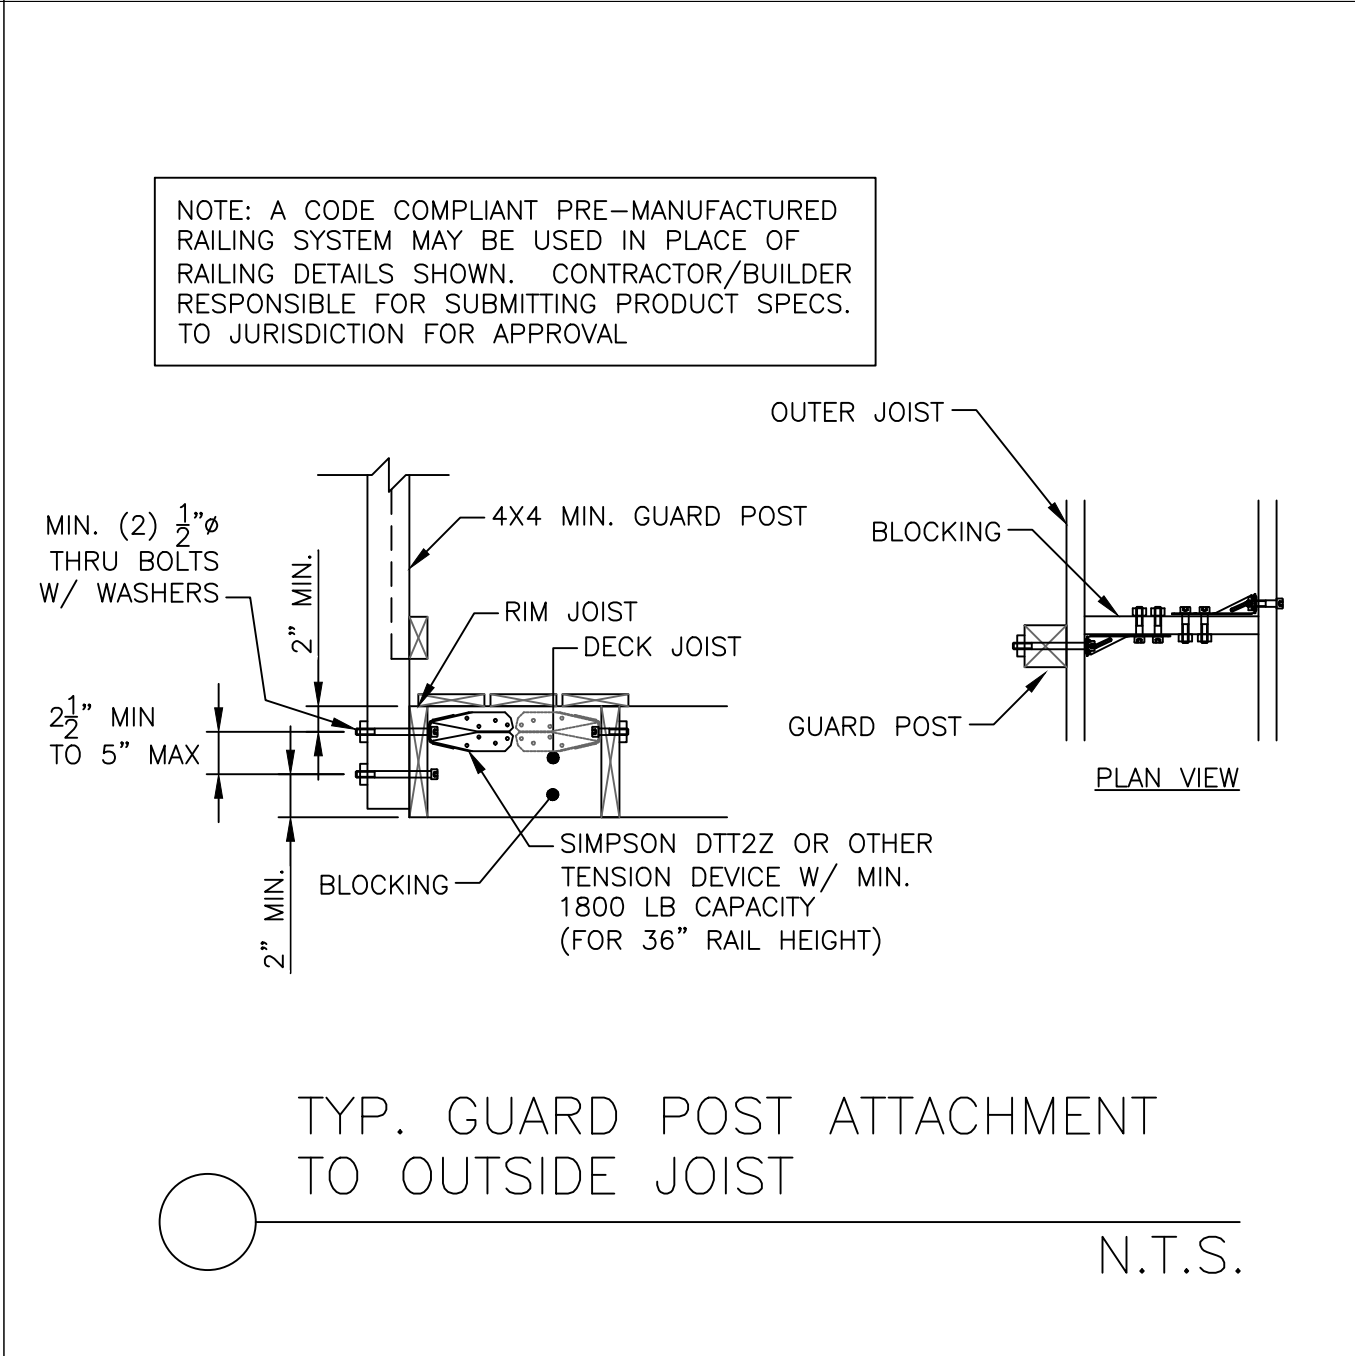 NOTE: A CODE COMPLIANT PRE-MANUFACTURED
RAILING SYSTEM MAY BE USED IN PLACE OF
RAILING DETAILS SHOWN. CONTRACTOR/BUILDER
RESPONSIBLE FOR SUBMITTING PRODUCT SPECS.
TO JURISDICTION FOR APPROVAL
OUTER JOIST
MIN. (2) 1/2"ø
THRU BOLTS
W/ WASHERS
2" MIN.
4X4 MIN. GUARD POST
BLOCKING
RIM JOIST
DECK JOIST
2 1/2" MIN
TO 5" MAX
GUARD POST
PLAN VIEW
SIMPSON DTT2Z OR OTHER
TENSION DEVICE W/ MIN.
1800 LB CAPACITY
(FOR 36" RAIL HEIGHT)
BLOCKING
2" MIN.
TYP. GUARD POST ATTACHMENT
TO OUTSIDE JOIST
N.T.S.